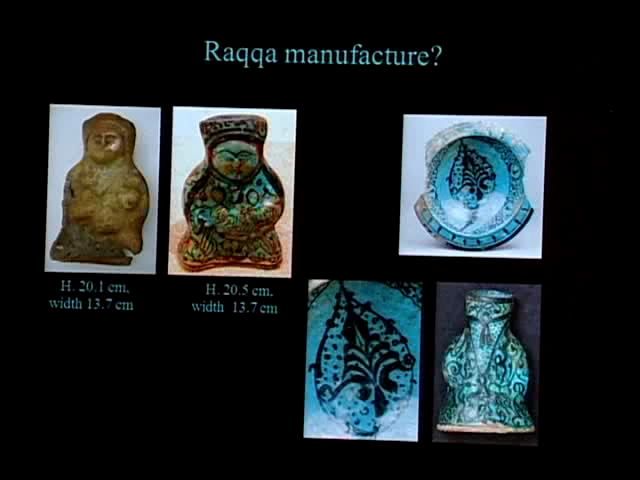 Raqqa manufacture?
H. 20.1 cm,
width 13.7 cm
H. 20.5 cm,
width 13.7 cm